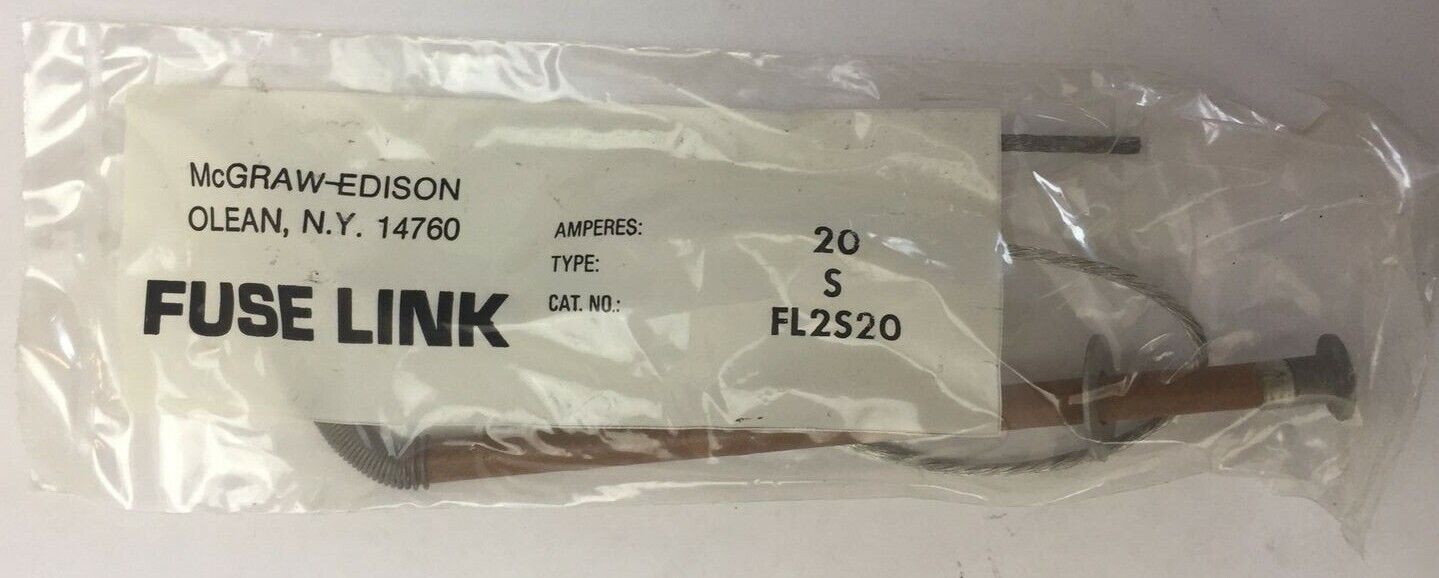 McGRAW-EDISON
OLEAN, N.Y. 14760
FUSE LINK
AMPERES: 20
TYPE: S
CAT. NO.: FL2S20